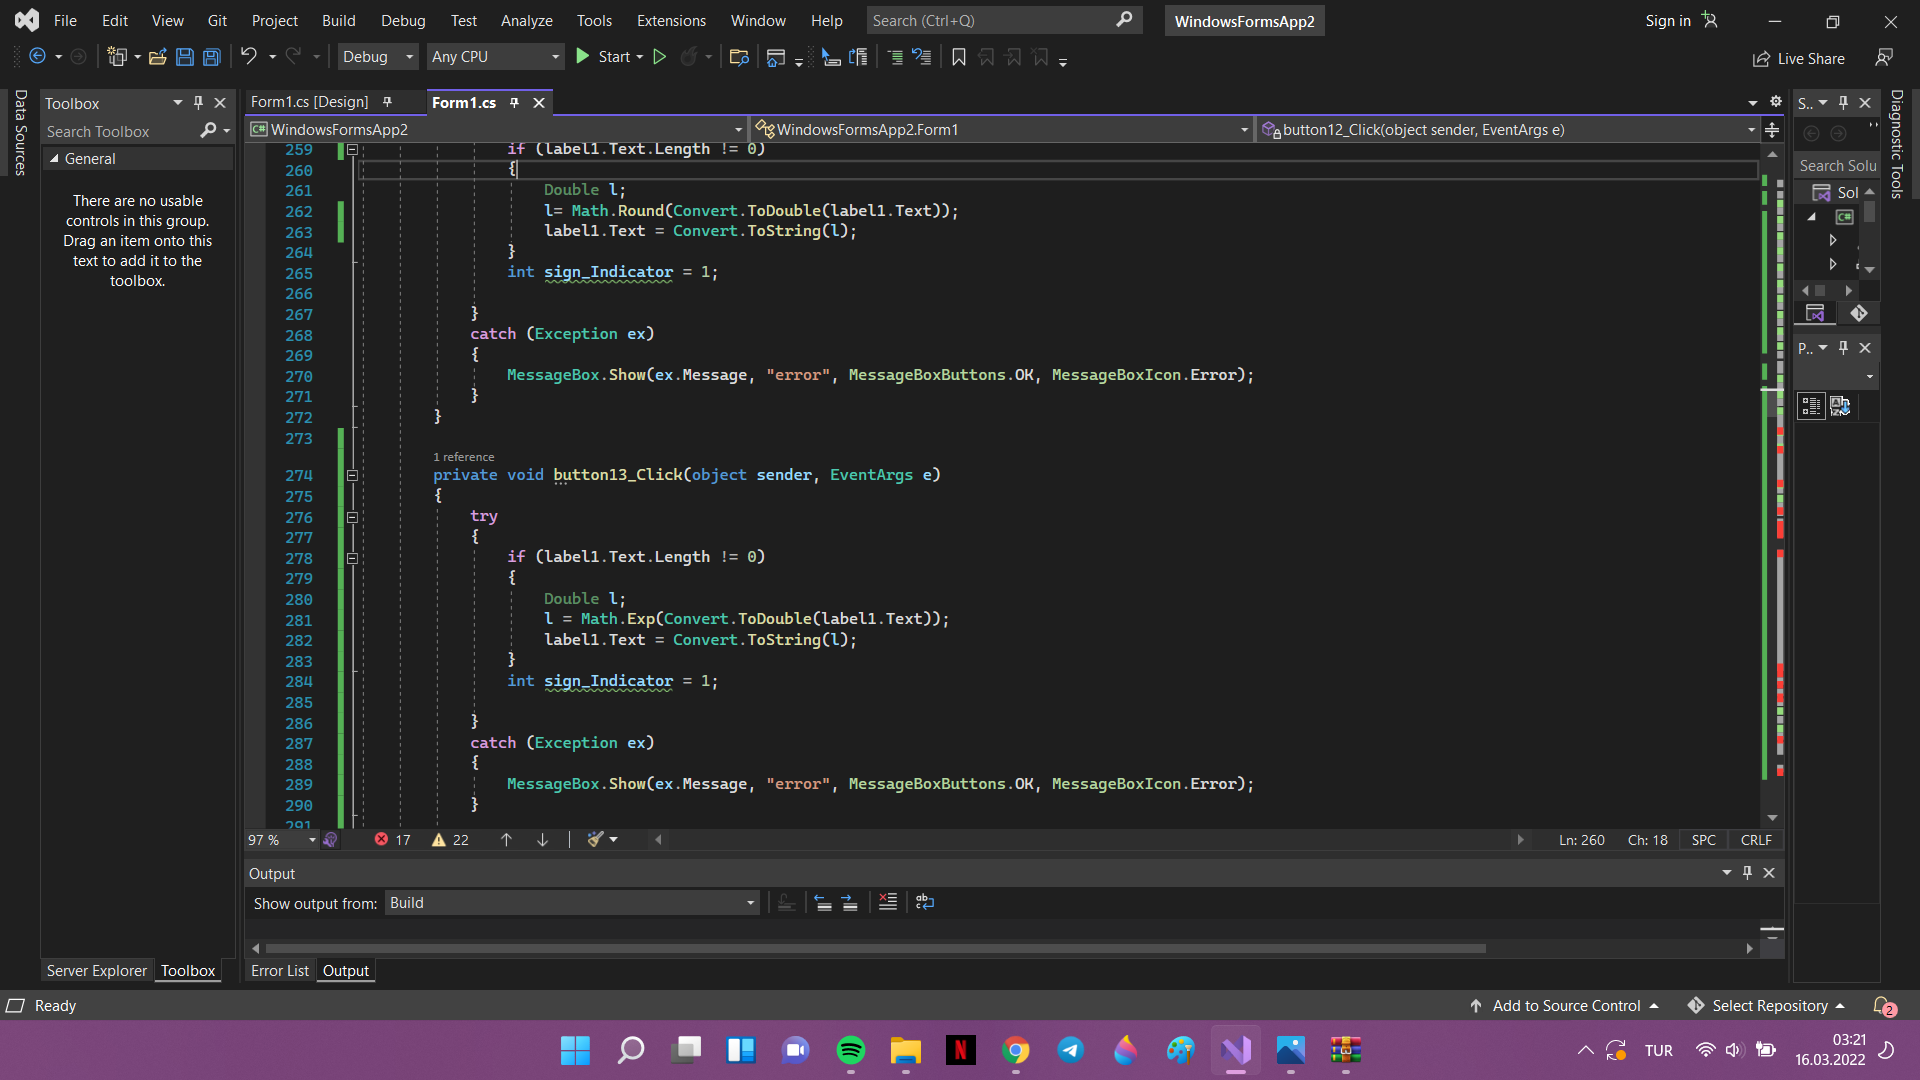 File Edit View Git Project Build Debug Test Analyze Tools Extensions Window Help Search (Ctrl+Q) WindowsFormsApp2 Sign in
Debug Any CPU Start Live Share
Data Sources
Toolbox
Search Toolbox
General
There are no usable
controls in this group.
Drag an item onto this
text to add it to the
toolbox.
Server Explorer Toolbox
Form1.cs [Design] Form1.cs
WindowsFormsApp2 WindowsFormsApp2.Form1 button12_Click(object sender, EventArgs e)
259 if (label1.Text.Length != 0)
260 {
261 Double l;
262 l= Math.Round(Convert.ToDouble(label1.Text));
263 label1.Text = Convert.ToString(l);
264 }
265 int sign_Indicator = 1;
266
267 }
268 catch (Exception ex)
269 {
270 MessageBox.Show(ex.Message, "error", MessageBoxButtons.OK, MessageBoxIcon.Error);
271 }
272 }
273
1 reference
274 private void button13_Click(object sender, EventArgs e)
275 {
276 try
277 {
278 if (label1.Text.Length != 0)
279 {
280 Double l;
281 l = Math.Exp(Convert.ToDouble(label1.Text));
282 label1.Text = Convert.ToString(l);
283 }
284 int sign_Indicator = 1;
285
286 }
287 catch (Exception ex)
288 {
289 MessageBox.Show(ex.Message, "error", MessageBoxButtons.OK, MessageBoxIcon.Error);
290 }
291
97 % 17 22 Ln: 260 Ch: 18 SPC CRLF
Output
Show output from: Build
Error List Output
S..
Search Solu
Sol
P..
Diagnostic Tools
Ready Add to Source Control Select Repository 2
TUR 03:21
16.03.2022